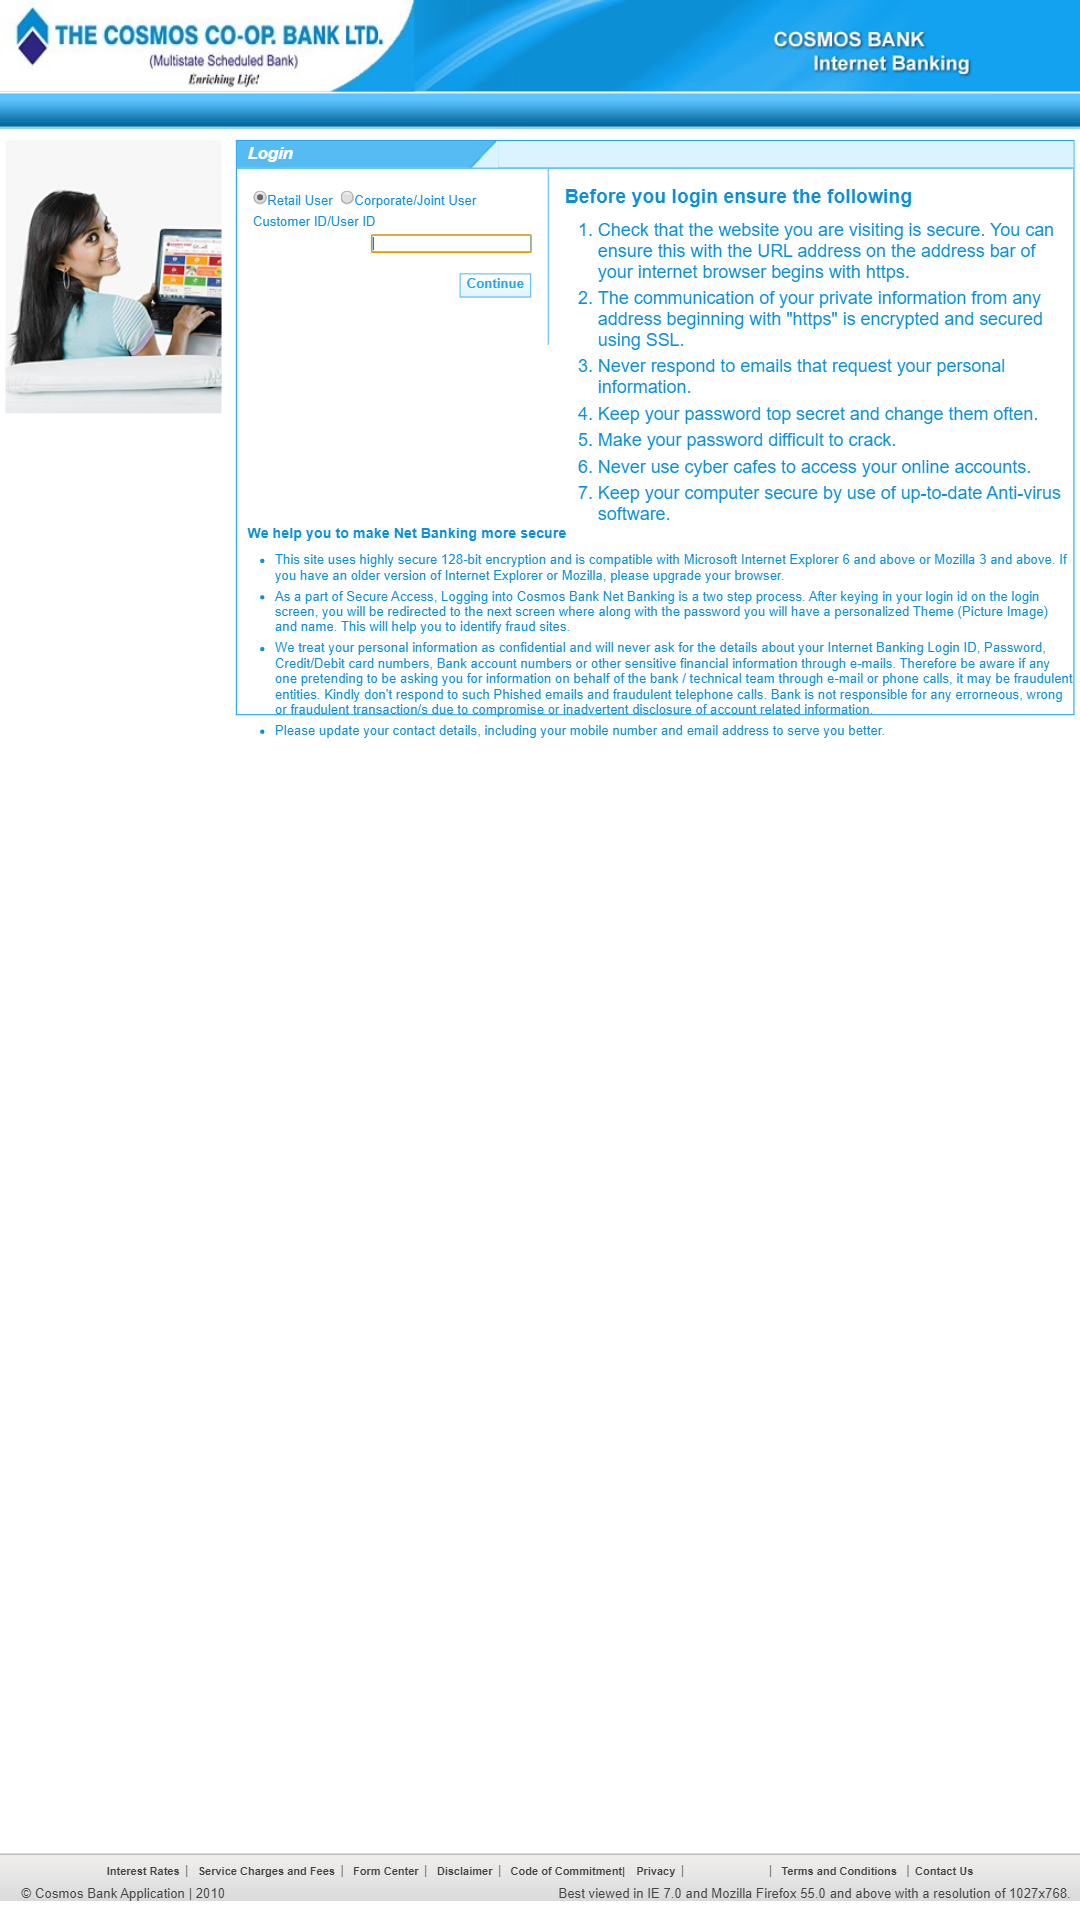 THE COSMOS CO-OP. BANK LTD.
(Multistate Scheduled Bank)
Enriching Life!
COSMOS BANK
Internet Banking
Login
Retail User Corporate/Joint User
Customer ID/User ID
Continue
Before you login ensure the following
1. Check that the website you are visiting is secure. You can
ensure this with the URL address on the address bar of
your internet browser begins with https.
2. The communication of your private information from any
address beginning with "https" is encrypted and secured
using SSL.
3. Never respond to emails that request your personal
information.
4. Keep your password top secret and change them often.
5. Make your password difficult to crack.
6. Never use cyber cafes to access your online accounts.
7. Keep your computer secure by use of up-to-date Anti-virus
software.
We help you to make Net Banking more secure
• This site uses highly secure 128-bit encryption and is compatible with Microsoft Internet Explorer 6 and above or Mozilla 3 and above. If
you have an older version of Internet Explorer or Mozilla, please upgrade your browser.
• As a part of Secure Access, Logging into Cosmos Bank Net Banking is a two step process. After keying in your login id on the login
screen, you will be redirected to the next screen where along with the password you will have a personalized Theme (Picture Image)
and name. This will help you to identify fraud sites.
• We treat your personal information as confidential and will never ask for the details about your Internet Banking Login ID, Password,
Credit/Debit card numbers, Bank account numbers or other sensitive financial information through e-mails. Therefore be aware if any
one pretending to be asking you for information on behalf of the bank / technical team through e-mail or phone calls, it may be fraudulent
entities. Kindly don't respond to such Phished emails and fraudulent telephone calls. Bank is not responsible for any errorneous, wrong
or fraudulent transaction/s due to compromise or inadvertent disclosure of account related information.
• Please update your contact details, including your mobile number and email address to serve you better.
Interest Rates | Service Charges and Fees | Form Center | Disclaimer | Code of Commitment| Privacy | | Terms and Conditions | Contact Us
© Cosmos Bank Application | 2010
Best viewed in IE 7.0 and Mozilla Firefox 55.0 and above with a resolution of 1027x768.